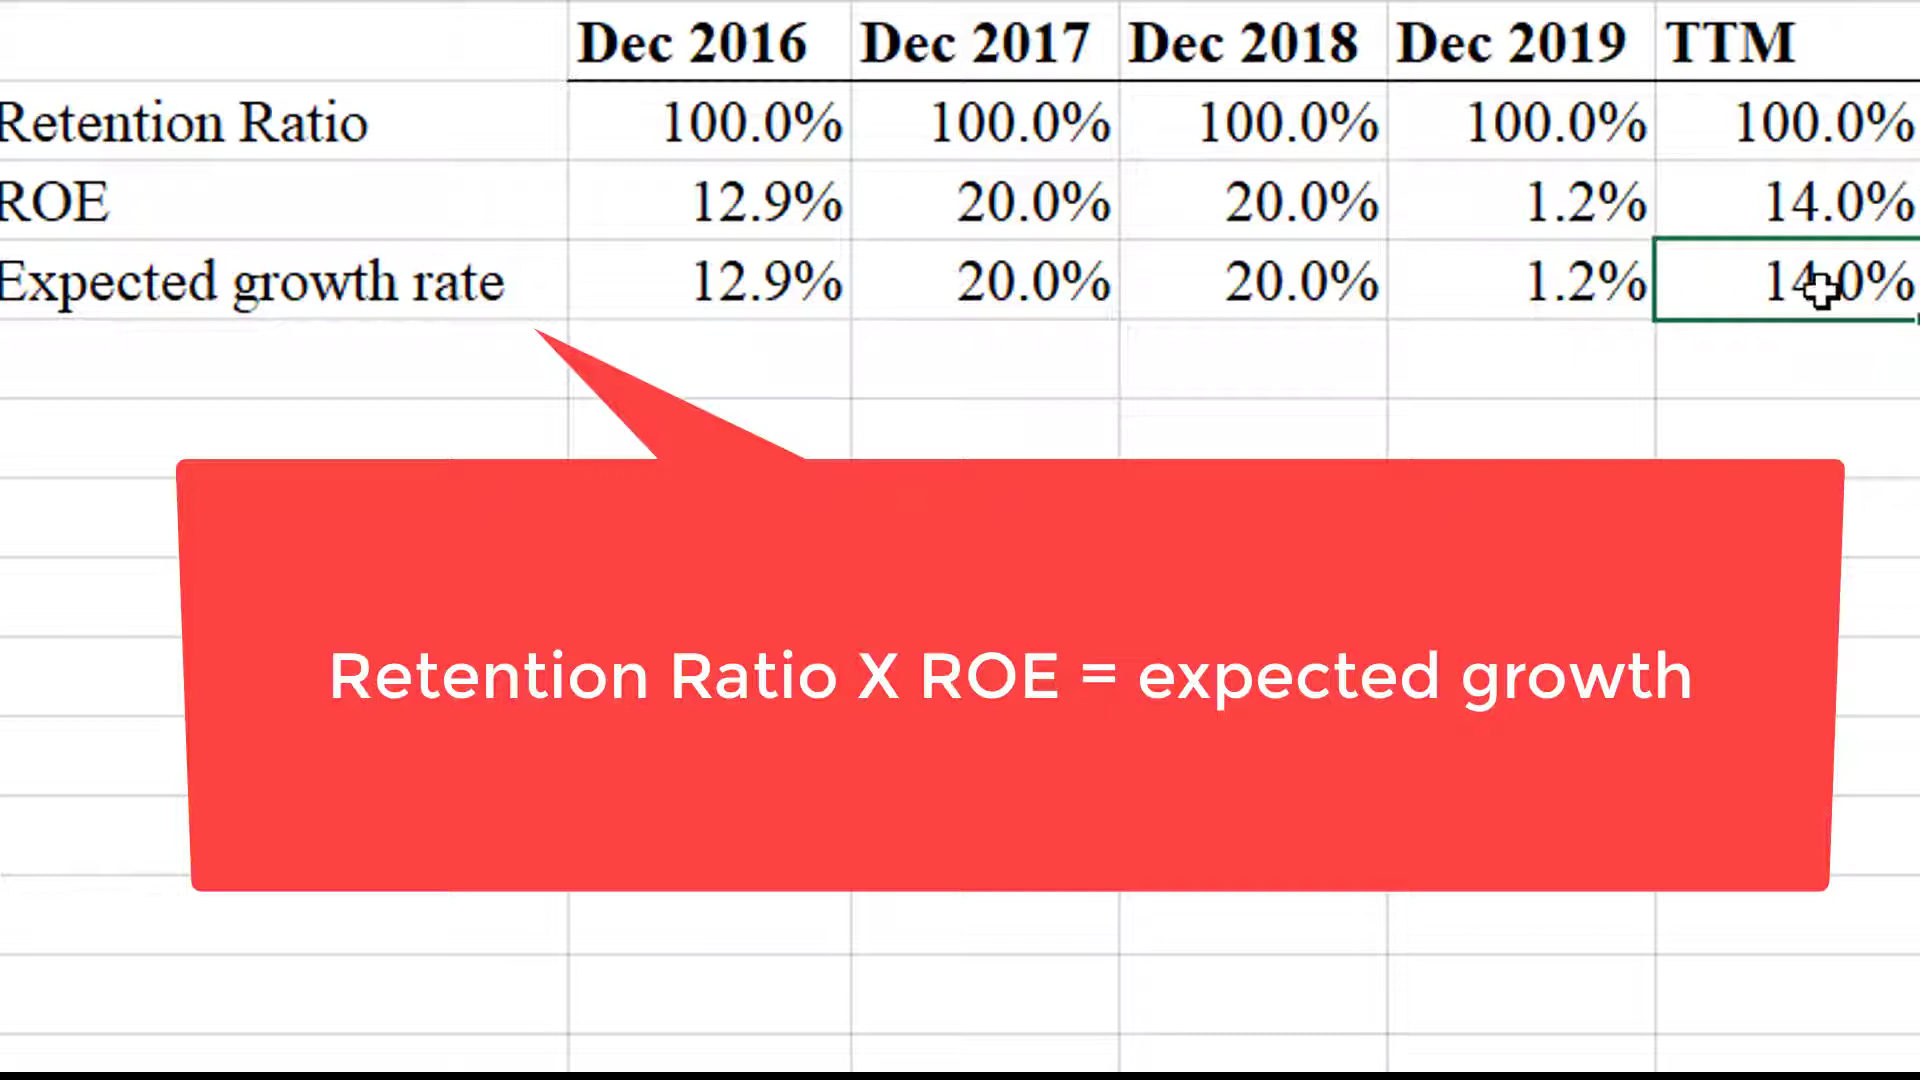 Dec 2016 Dec 2017 Dec 2018 Dec 2019 TTM
Retention Ratio 100.0% 100.0% 100.0% 100.0% 100.0%
ROE 12.9% 20.0% 20.0% 1.2% 14.0%
Expected growth rate 12.9% 20.0% 20.0% 1.2% 14.0%
Retention Ratio X ROE = expected growth